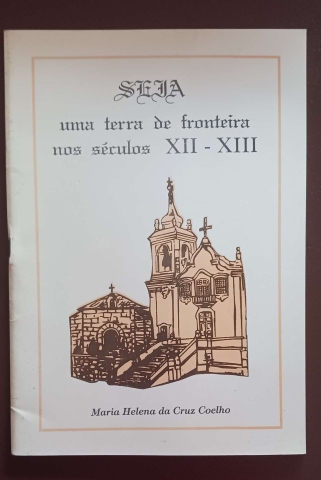 SEIA
uma terra de fronteira
nos séculos XII - XIII
Maria Helena da Cruz Coelho